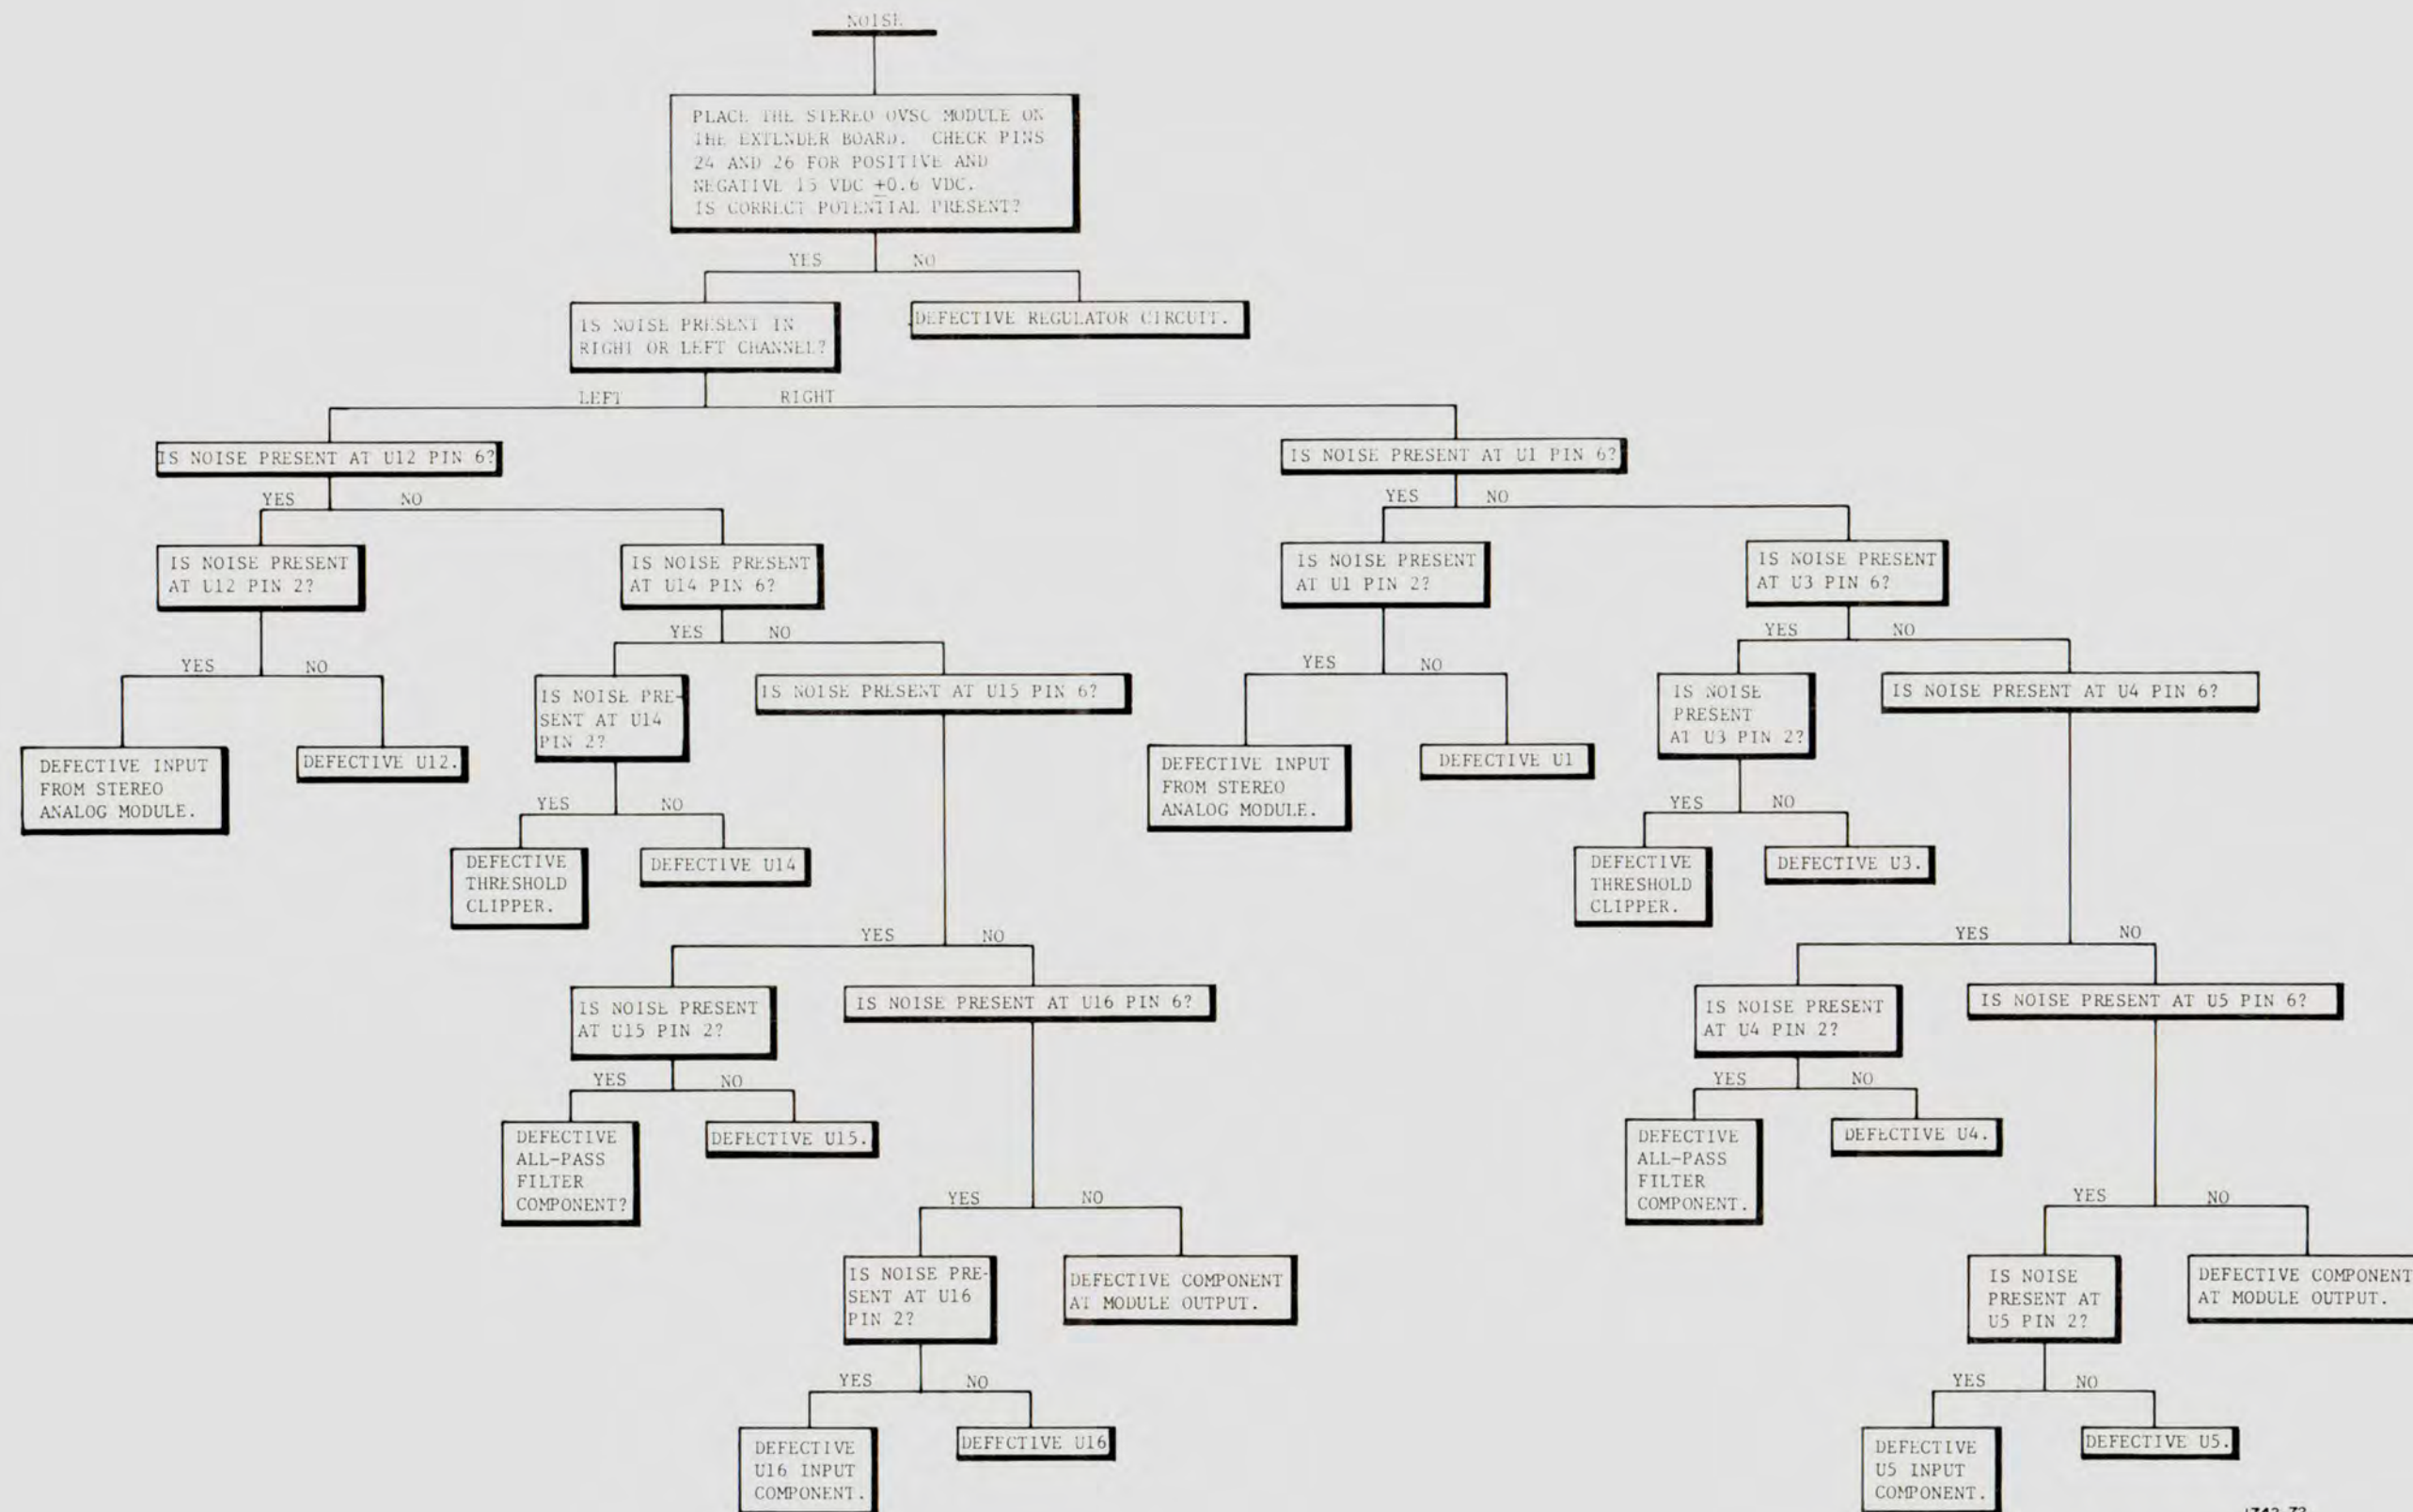 NOISE
PLACE THE STEREO OVSC MODULE ON
THE EXTENDER BOARD. CHECK PINS
24 AND 26 FOR POSITIVE AND
NEGATIVE 15 VDC ±0.6 VDC.
IS CORRECT POTENTIAL PRESENT?
YES NO
IS NOISE PRESENT IN
RIGHT OR LEFT CHANNEL?
DEFECTIVE REGULATOR CIRCUIT.
LEFT RIGHT
IS NOISE PRESENT AT U12 PIN 6?
YES NO
IS NOISE PRESENT
AT U12 PIN 2?
YES NO
DEFECTIVE INPUT
FROM STEREO
ANALOG MODULE.
DEFECTIVE U12.
IS NOISE PRESENT
AT U14 PIN 6?
YES NO
IS NOISE PRE-
SENT AT U14
PIN 2?
YES NO
DEFECTIVE
THRESHOLD
CLIPPER.
DEFECTIVE U14
IS NOISE PRESENT AT U15 PIN 6?
YES NO
IS NOISE PRESENT
AT U15 PIN 2?
YES NO
DEFECTIVE
ALL-PASS
FILTER
COMPONENT?
DEFECTIVE U15.
IS NOISE PRESENT AT U16 PIN 6?
YES NO
IS NOISE PRE-
SENT AT U16
PIN 2?
YES NO
DEFECTIVE
U16 INPUT
COMPONENT.
DEFECTIVE U16
DEFECTIVE COMPONENT
AT MODULE OUTPUT.
IS NOISE PRESENT AT U1 PIN 6?
YES NO
IS NOISE PRESENT
AT U1 PIN 2?
YES NO
DEFECTIVE INPUT
FROM STEREO
ANALOG MODULE.
DEFECTIVE U1
IS NOISE PRESENT
AT U3 PIN 6?
YES NO
IS NOISE
PRESENT
AT U3 PIN 2?
YES NO
DEFECTIVE
THRESHOLD
CLIPPER.
DEFECTIVE U3.
IS NOISE PRESENT AT U4 PIN 6?
YES NO
IS NOISE PRESENT
AT U4 PIN 2?
YES NO
DEFECTIVE
ALL-PASS
FILTER
COMPONENT.
DEFECTIVE U4.
IS NOISE PRESENT AT U5 PIN 6?
YES NO
IS NOISE
PRESENT AT
U5 PIN 2?
YES NO
DEFECTIVE
U5 INPUT
COMPONENT.
DEFECTIVE U5.
DEFECTIVE COMPONENT
AT MODULE OUTPUT.